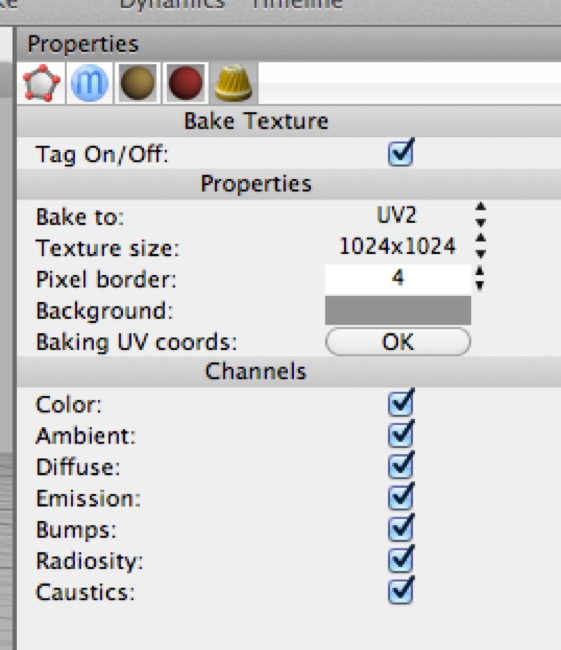 Dynamics Timeline
Properties
Bake Texture
Tag On/Off:
Properties
Bake to: UV2
Texture size: 1024x1024
Pixel border: 4
Background:
Baking UV coords: OK
Channels
Color:
Ambient:
Diffuse:
Emission:
Bumps:
Radiosity:
Caustics: